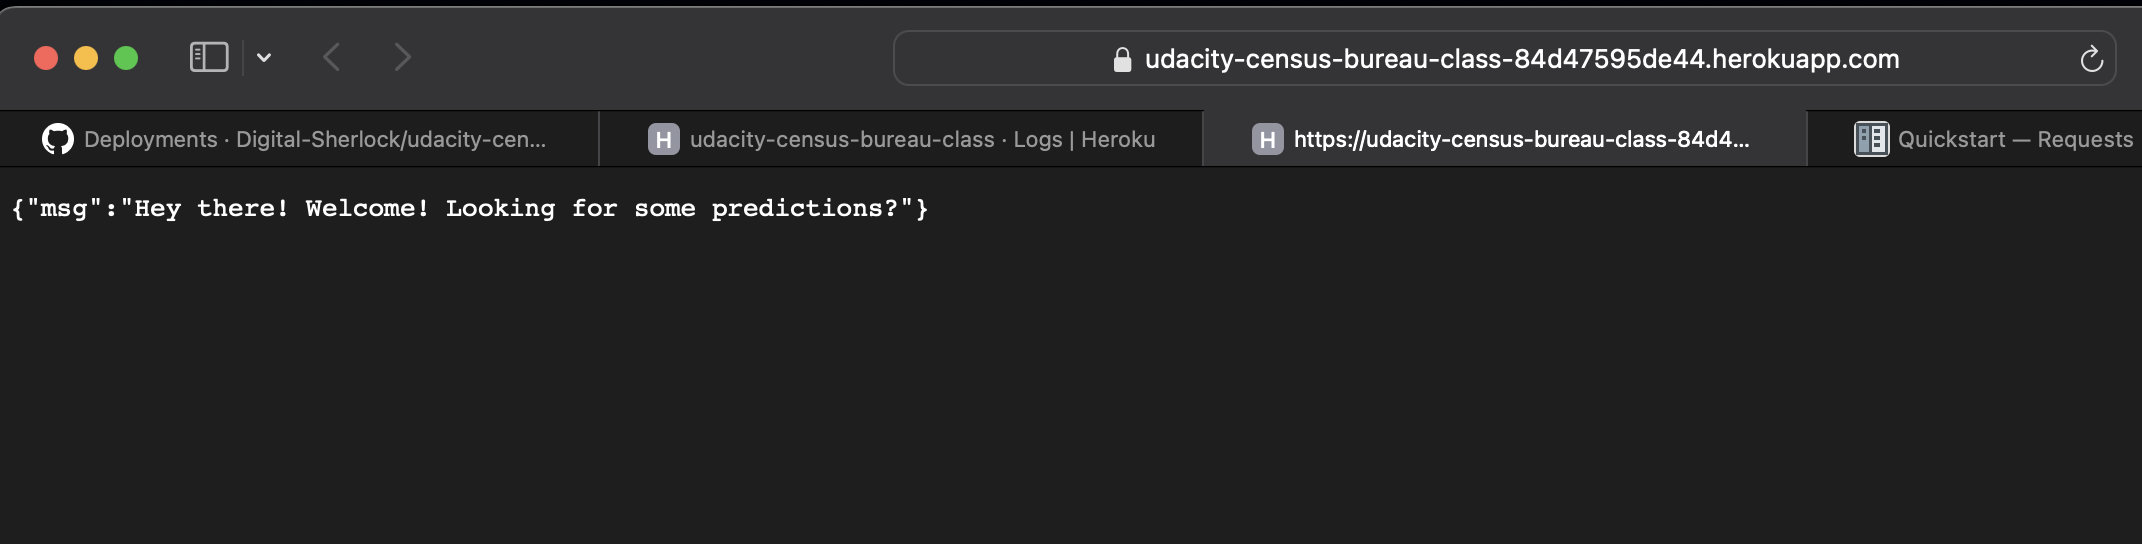 udacity-census-bureau-class-84d47595de44.herokuapp.com
Deployments · Digital-Sherlock/udacity-cen...
H udacity-census-bureau-class · Logs | Heroku
H https://udacity-census-bureau-class-84d4...
Quickstart — Requests
{"msg":"Hey there! Welcome! Looking for some predictions?"}